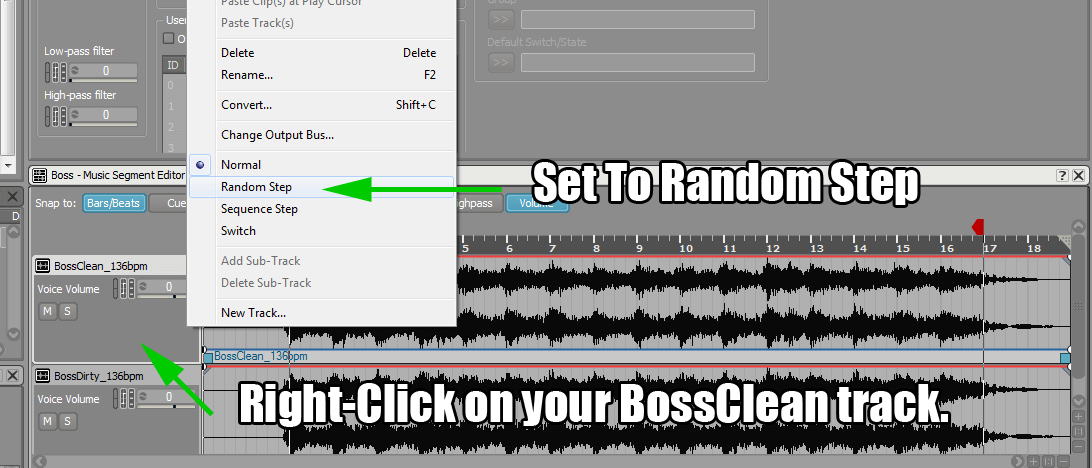 Paste Clip(s) at Play Cursor
Paste Track(s)
Group
>>
Default Switch/State
>>
User
Low-pass filter
0
High-pass filter
0
ID
0
1
2
3
Delete Delete
Rename... F2
Convert... Shift+C
Change Output Bus...
Normal
Random Step
Sequence Step
Switch
Add Sub-Track
Delete Sub-Track
New Track...
Set To Random Step
Boss - Music Segment Editor
? X
D
Snap to: Bars/Beats Cue
ghpass Volume
5 6 7 8 9 10 11 12 13 14 15 16 17 18
BossClean_136bpm
Voice Volume 0
M S
BossClean_136bpm
BossDirty_136bpm
Voice Volume 0
M S
Right-Click on your BossClean track.
1:1